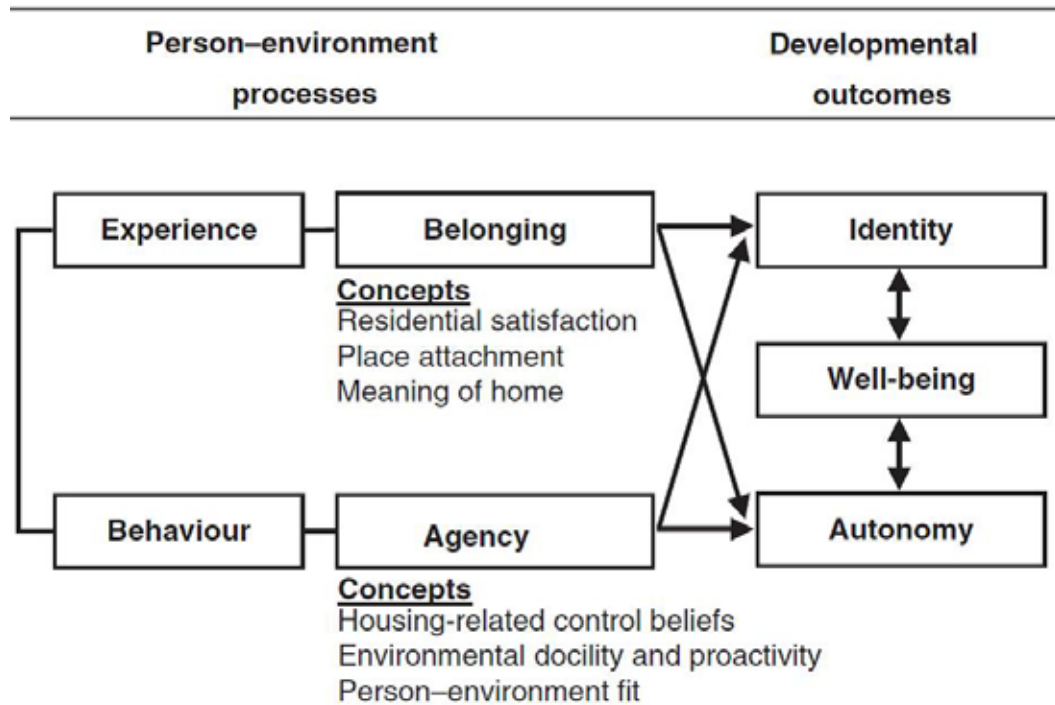 Person–environment
processes
Developmental
outcomes
Experience
Belonging
Identity
Concepts
Residential satisfaction
Place attachment
Meaning of home
Well-being
Behaviour
Agency
Autonomy
Concepts
Housing-related control beliefs
Environmental docility and proactivity
Person–environment fit